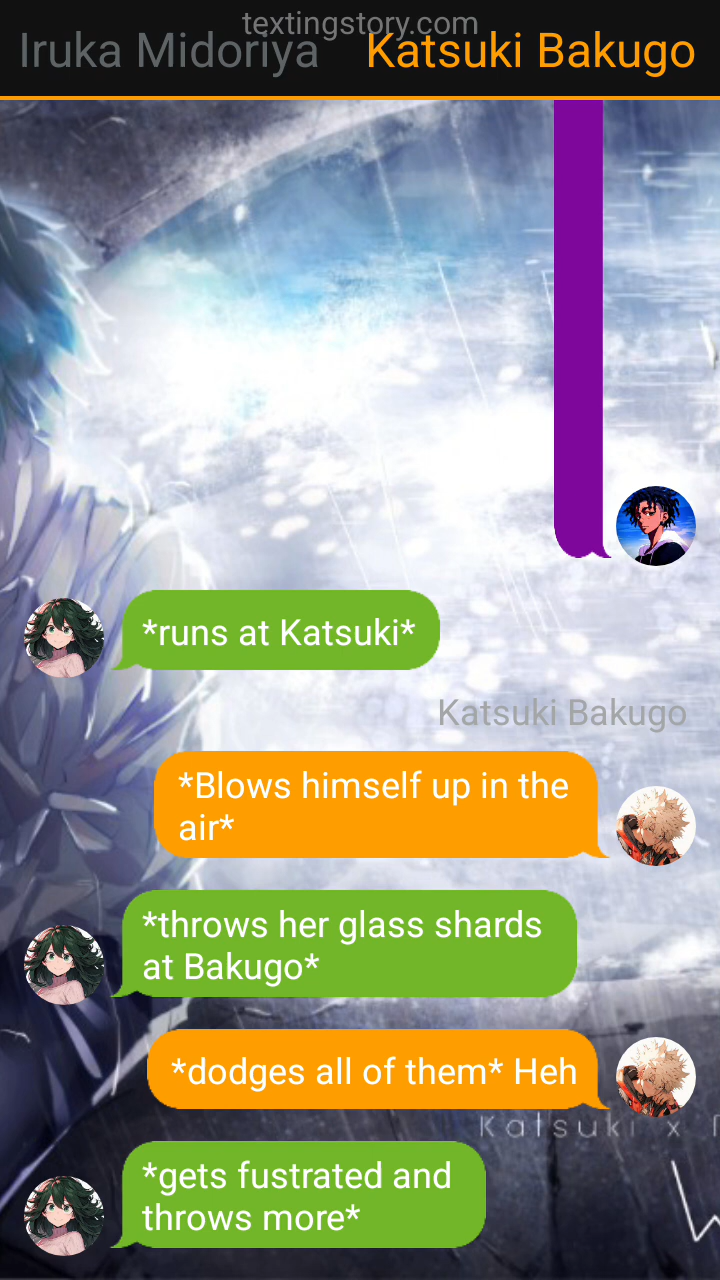 textingstory.com
Iruka Midoriya
Katsuki Bakugo
*runs at Katsuki*
Katsuki Bakugo
*Blows himself up in the
air*
*throws her glass shards
at Bakugo*
*dodges all of them* Heh
Katsuki x
*gets fustrated and
throws more*